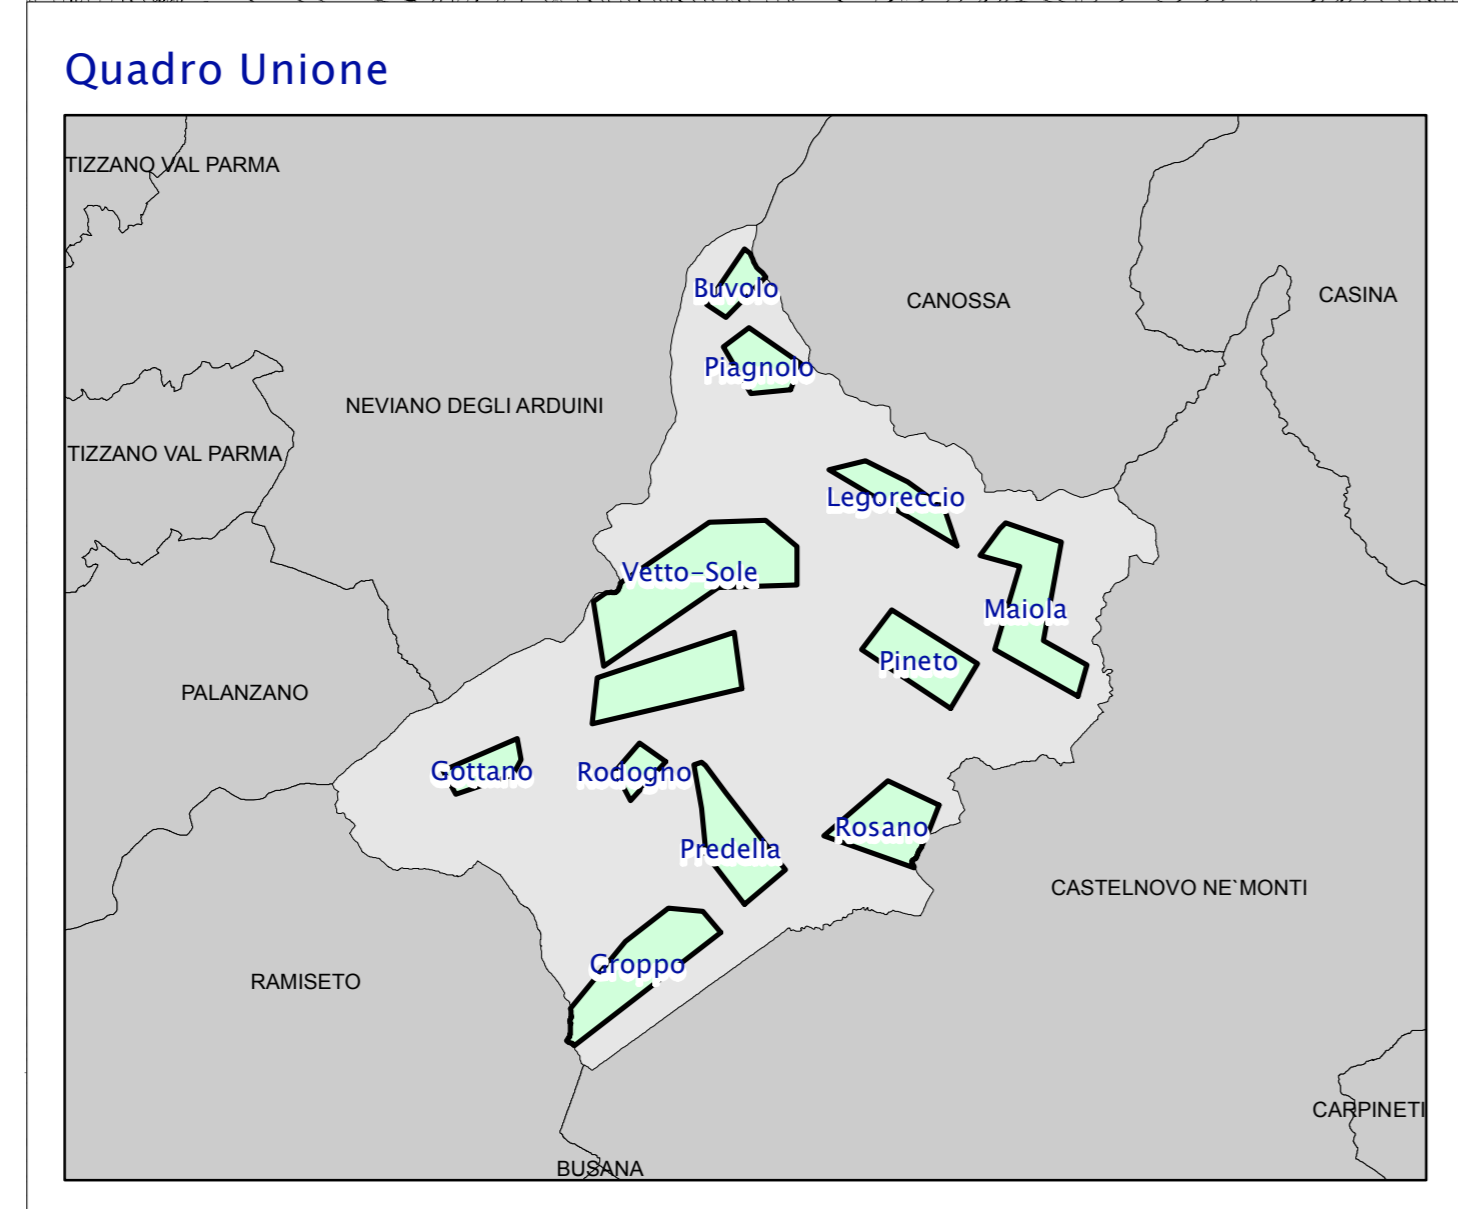 Quadro Unione
TIZZANO VAL PARMA
Buvolo
CANOSSA
CASINA
Piagnolo
NEVIANO DEGLI ARDUINI
TIZZANO VAL PARMA
Legoreccio
Vetto-Sole
Maiola
Pineto
PALANZANO
Gottano
Rodogno
Rosano
Predella
CASTELNOVO NE`MONTI
Groppo
RAMISETO
CARPINETI
BUSANA